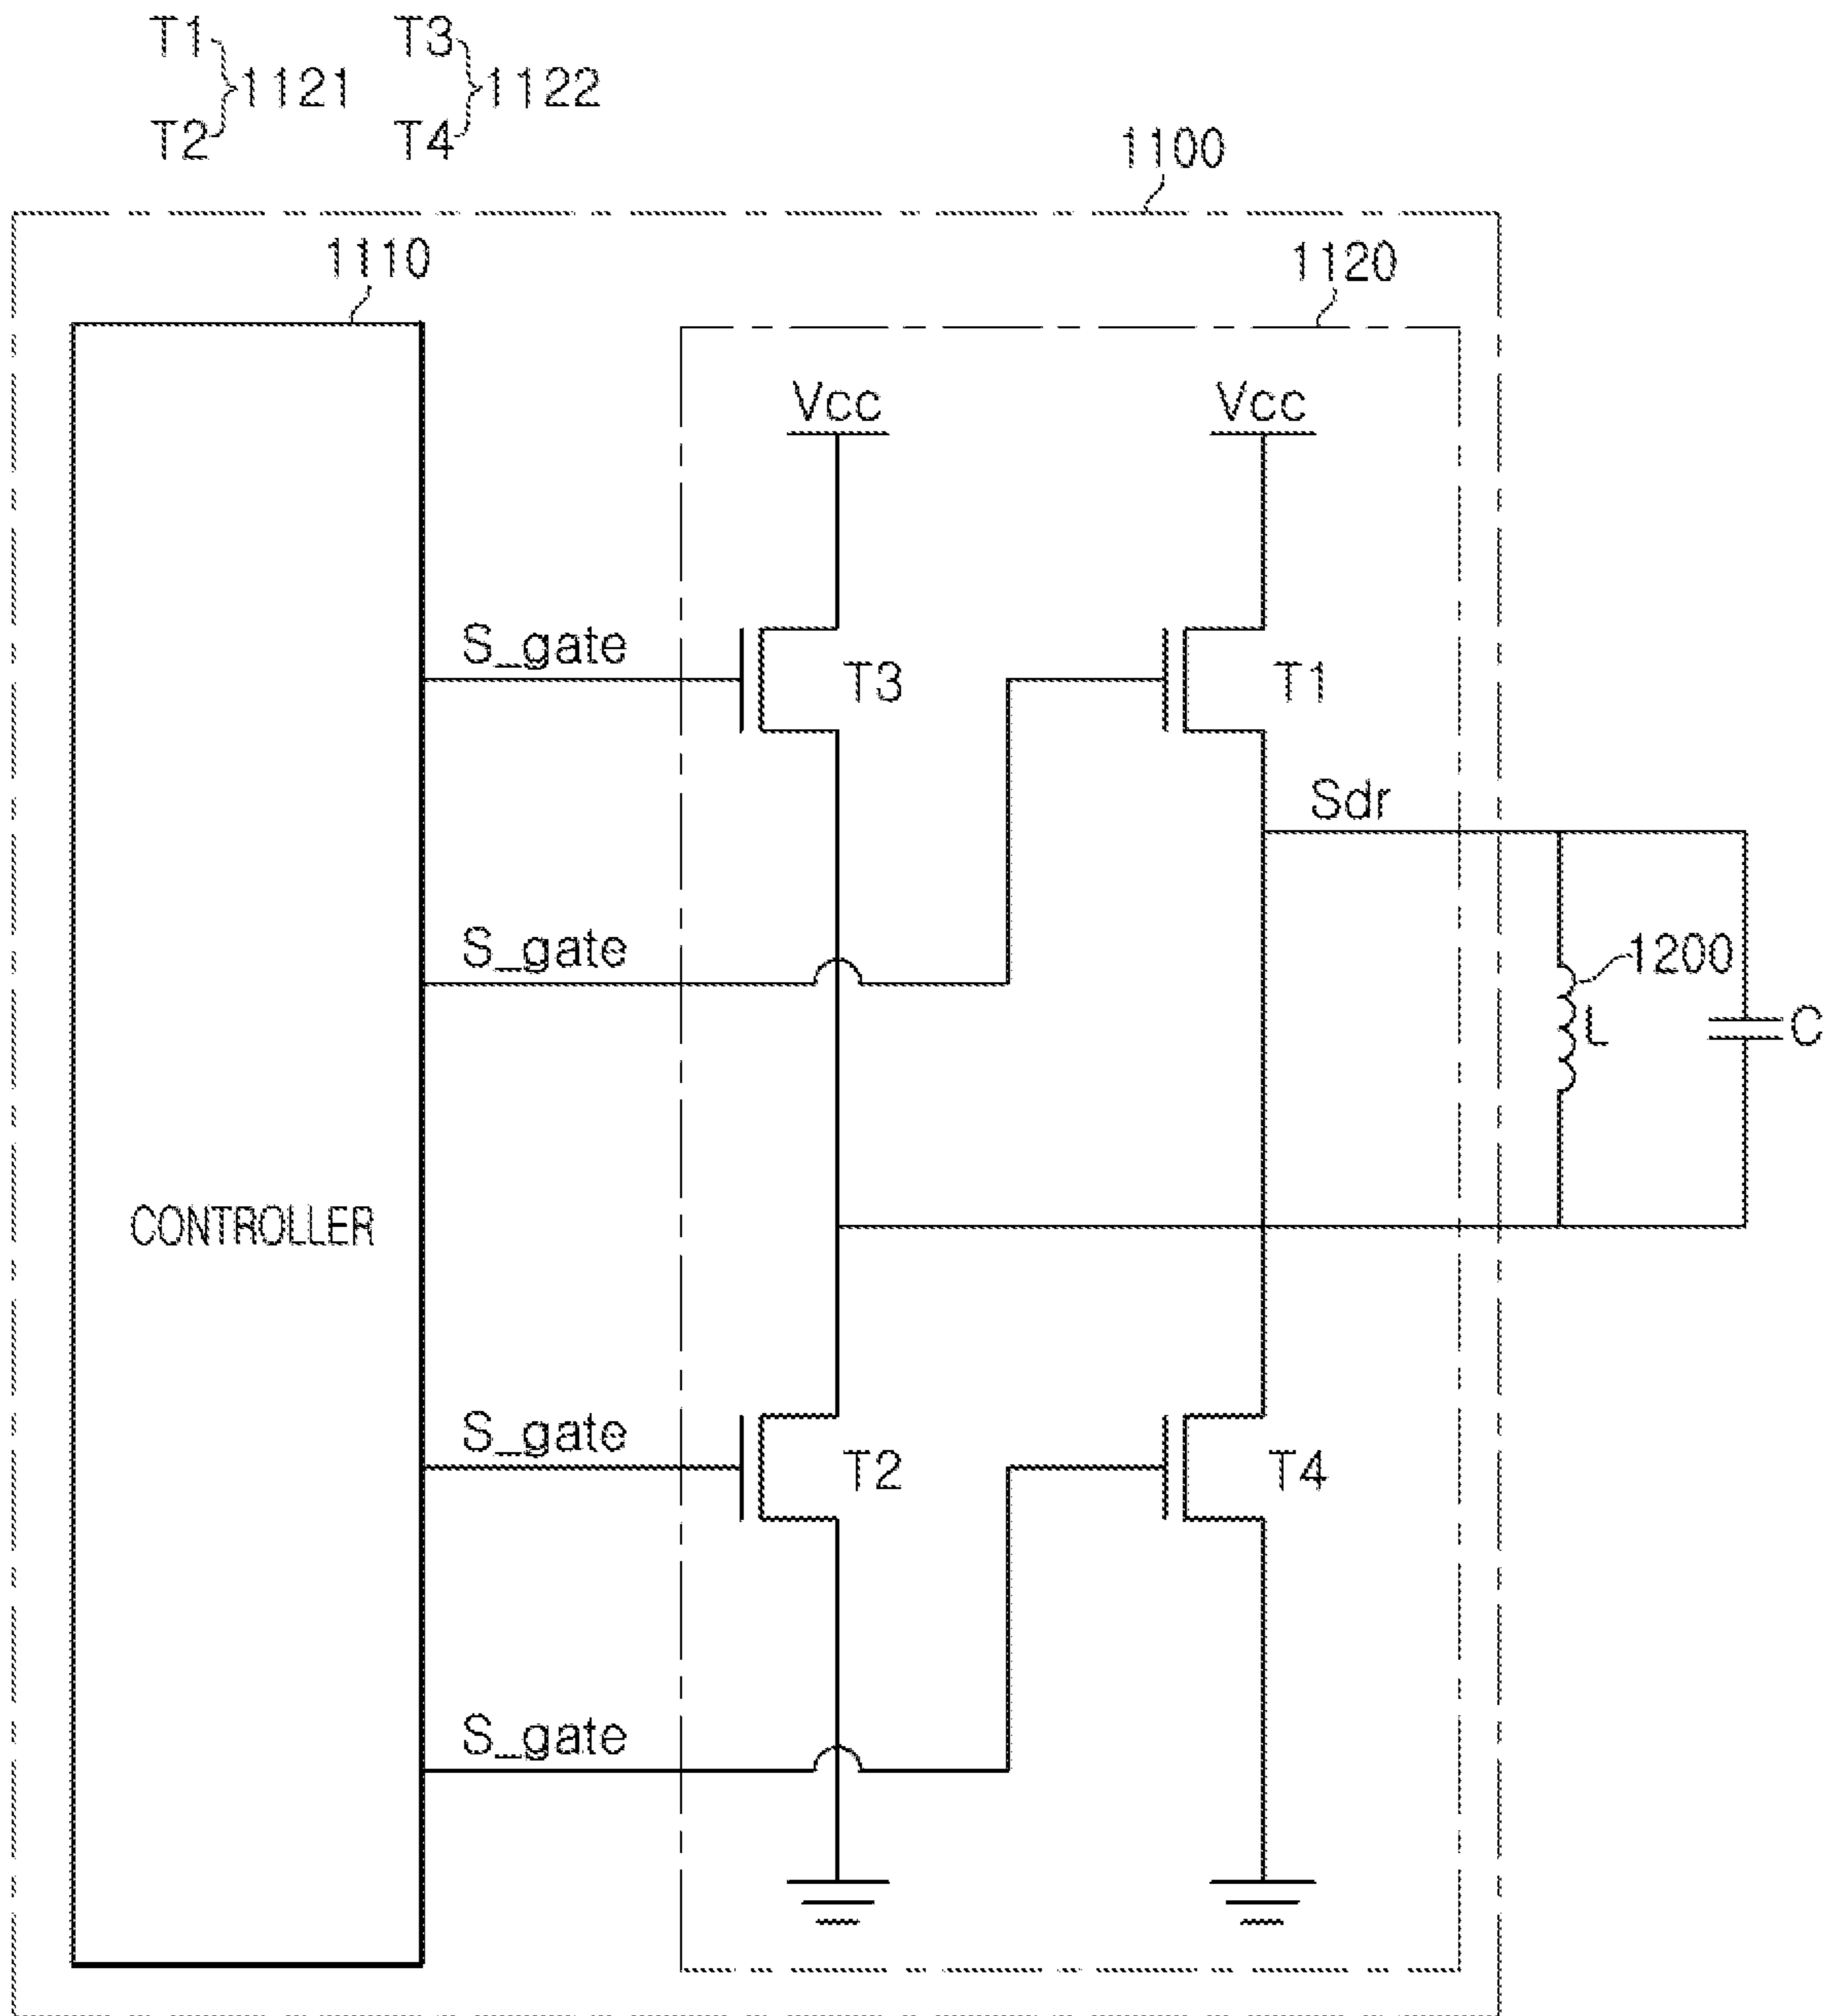 T1 T3
1121 1122
T2 T4
1100
1110 1120
Vcc Vcc
S_gate T3 T1
Sdr
S_gate 1200
L C
CONTROLLER
S_gate T2 T4
S_gate